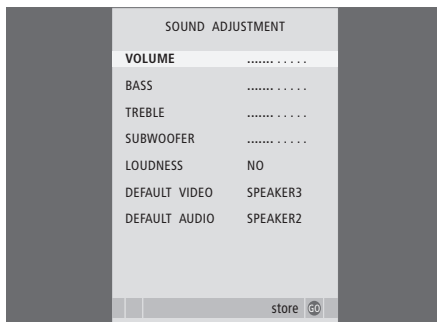 SOUND ADJUSTMENT
VOLUME ............
BASS ............
TREBLE ............
SUBWOOFER ............
LOUDNESS NO
DEFAULT VIDEO SPEAKER3
DEFAULT AUDIO SPEAKER2
store GO